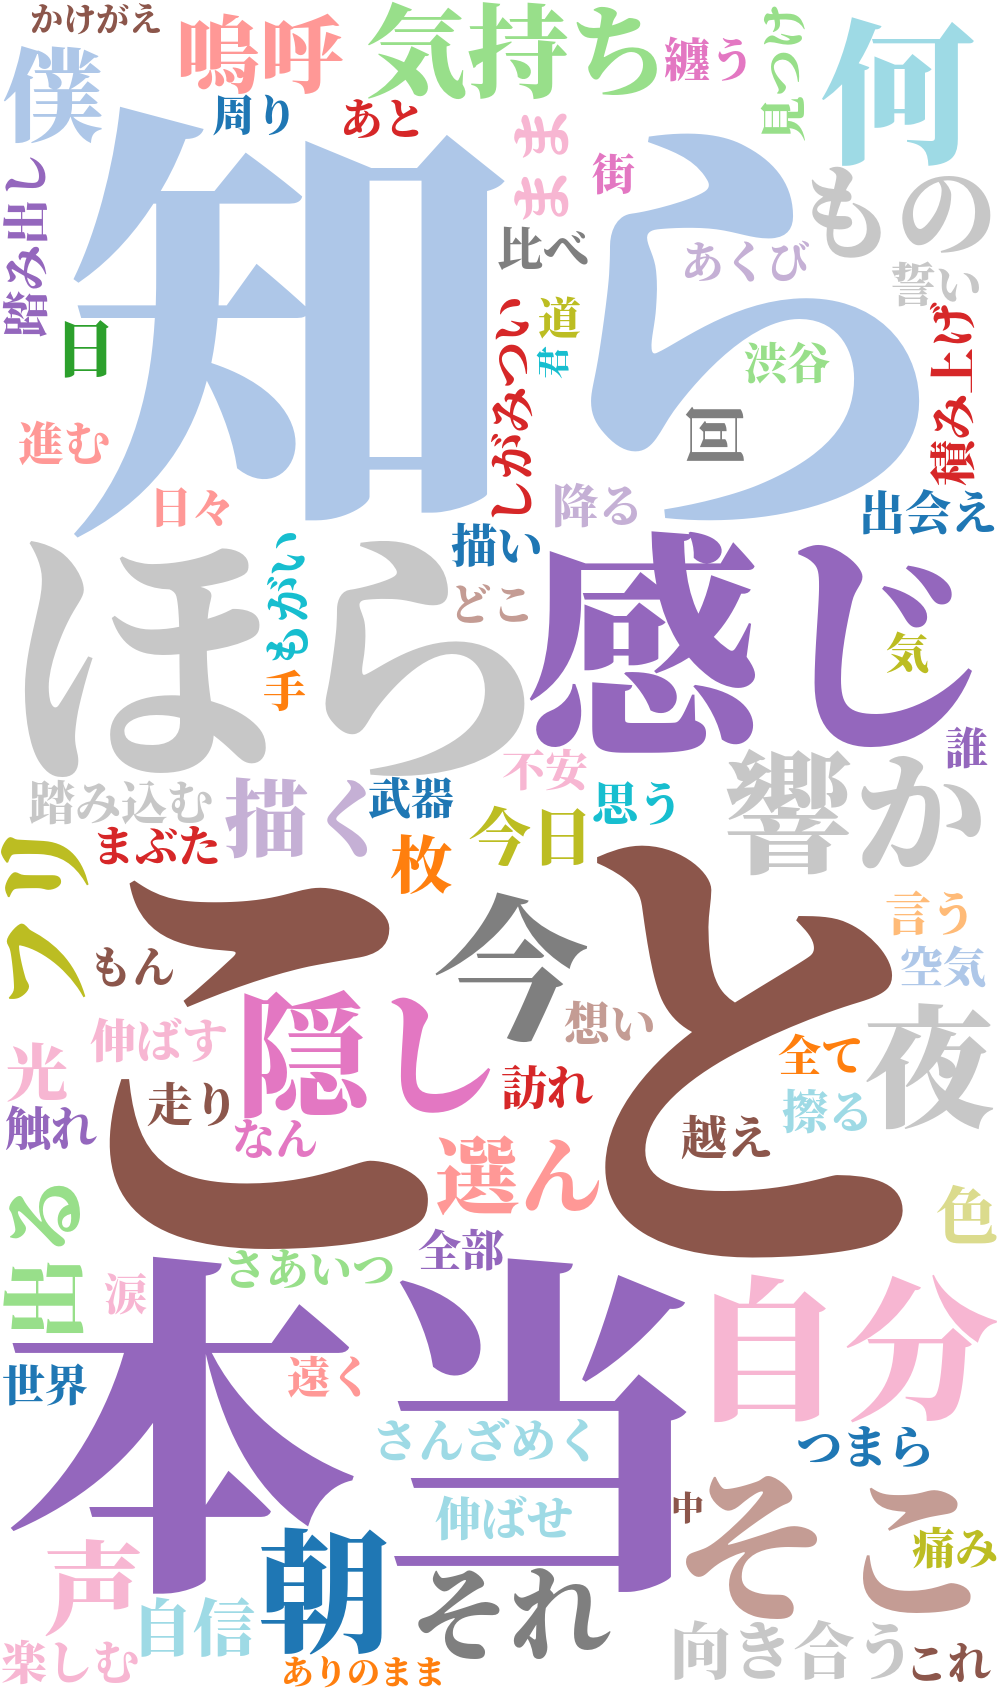 かけがえ
僕
嗚呼
気持ち
纏う
見つけ
何
周り
あと
まま
街
もの
踏み出し
知ら
比べ
あくび
誓い
日
しがみつい
道
君
渋谷
積み上げ
回
進む
日々
降る
出会え
描い
ほら
もがい
どこ
感じ
気
手
誰
踏み込む
描く
武器
不安
思う
響か
まぶた
枚
今日
フリ
こと
今
言う
もん
空気
隠し
想い
夜
伸ばす
光
全て
走り
訪れ
擦る
触れ
なん
選ん
越え
出る
色
全部
さあいつ
涙
本当
自分
世界
遠く
さんざめく
つまら
そこ
伸ばせ
中
痛み
声
朝
それ
自信
向き合う
楽しむ
ありのまま
これ